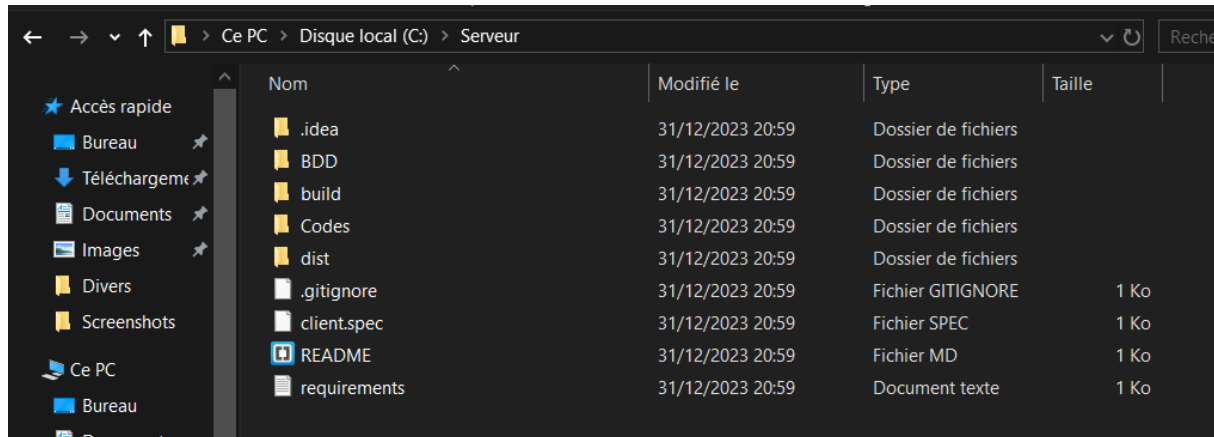 Ce PC > Disque local (C:) > Serveur
Reche
Nom Modifié le Type Taille
Accès rapide
Bureau
Téléchargeme
Documents
Images
Divers
Screenshots
Ce PC
Bureau
.idea 31/12/2023 20:59 Dossier de fichiers
BDD 31/12/2023 20:59 Dossier de fichiers
build 31/12/2023 20:59 Dossier de fichiers
Codes 31/12/2023 20:59 Dossier de fichiers
dist 31/12/2023 20:59 Dossier de fichiers
.gitignore 31/12/2023 20:59 Fichier GITIGNORE 1 Ko
client.spec 31/12/2023 20:59 Fichier SPEC 1 Ko
README 31/12/2023 20:59 Fichier MD 1 Ko
requirements 31/12/2023 20:59 Document texte 1 Ko